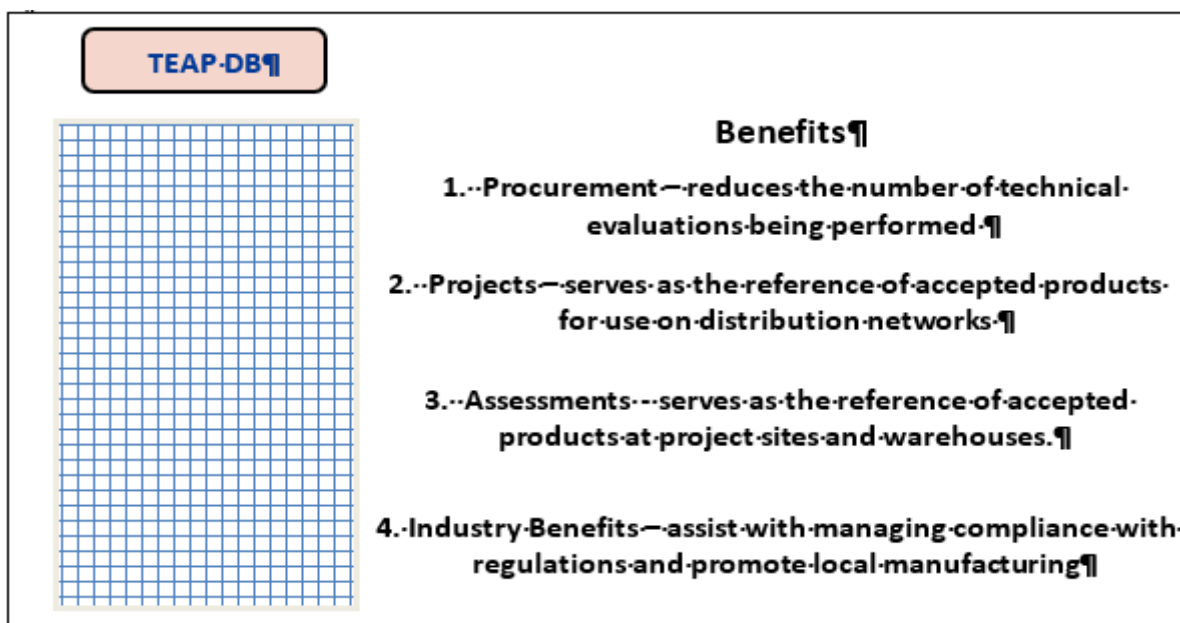 TEAP·DB¶
Benefits¶
1.··Procurement·–·reduces·the·number·of·technical·
evaluations·being·performed·¶
2.··Projects·–·serves·as·the·reference·of·accepted·products·
for·use·on·distribution·networks·¶
3.··Assessments·-·serves·as·the·reference·of·accepted·
products·at·project·sites·and·warehouses.¶
4.·Industry·Benefits·–·assist·with·managing·compliance·with·
regulations·and·promote·local·manufacturing¶